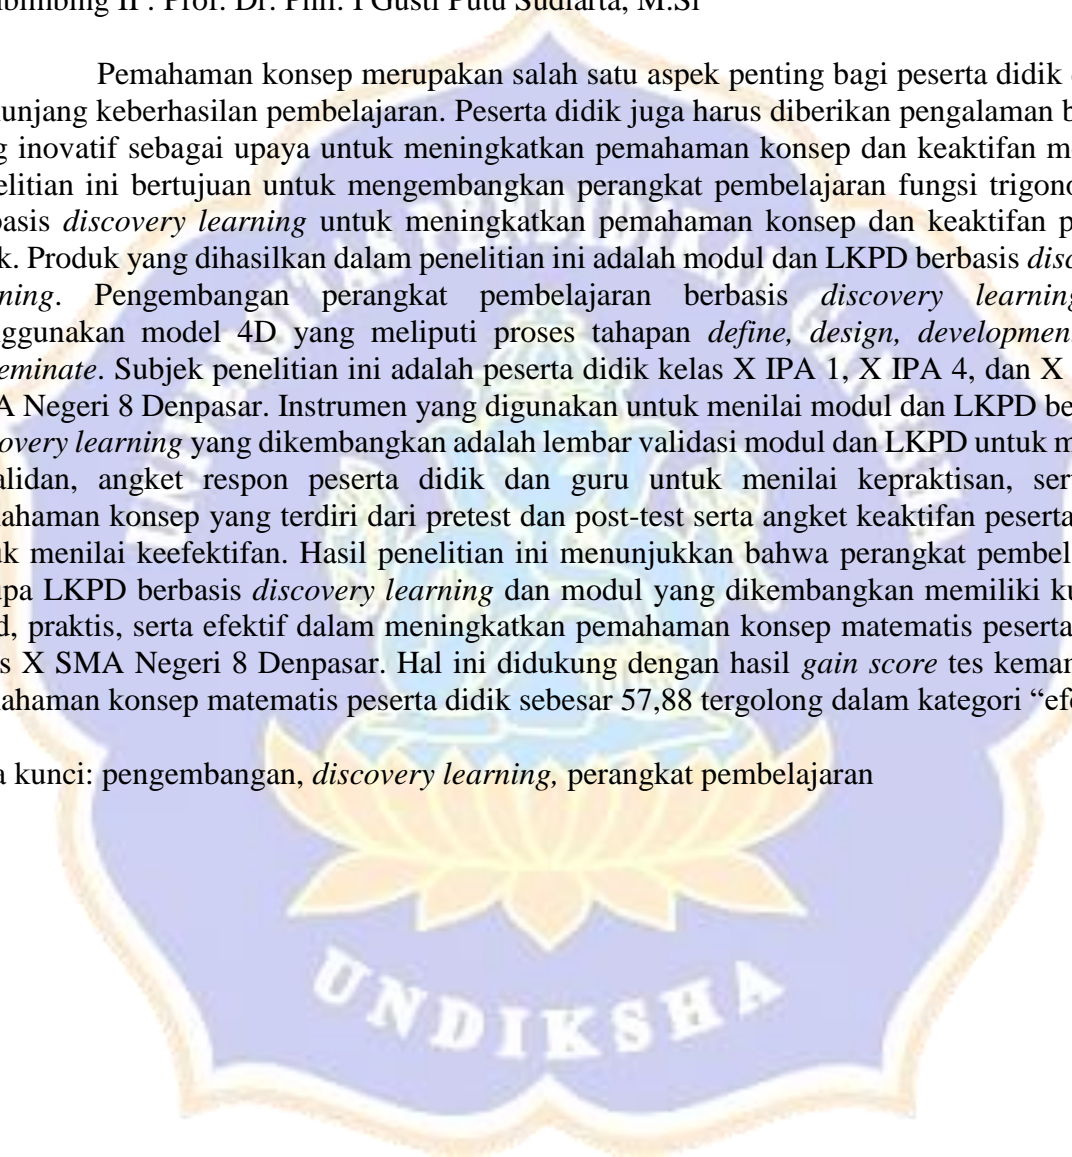 bimbing II : Prof. Dr. Phil. I Gusti Putu Sudiarta, M.Si
Pemahaman konsep merupakan salah satu aspek penting bagi peserta didik
unjang keberhasilan pembelajaran. Peserta didik juga harus diberikan pengalaman b
g inovatif sebagai upaya untuk meningkatkan pemahaman konsep dan keaktifan m
elitian ini bertujuan untuk mengembangkan perangkat pembelajaran fungsi trigono
basis discovery learning untuk meningkatkan pemahaman konsep dan keaktifan p
k. Produk yang dihasilkan dalam penelitian ini adalah modul dan LKPD berbasis disc
rning. Pengembangan perangkat pembelajaran berbasis discovery learning
ggunakan model 4D yang meliputi proses tahapan define, design, development
eminate. Subjek penelitian ini adalah peserta didik kelas X IPA 1, X IPA 4, dan X
A Negeri 8 Denpasar. Instrumen yang digunakan untuk menilai modul dan LKPD be
overy learning yang dikembangkan adalah lembar validasi modul dan LKPD untuk m
alidan, angket respon peserta didik dan guru untuk menilai kepraktisan, ser
ahaman konsep yang terdiri dari pretest dan post-test serta angket keaktifan peserta
uk menilai keefektifan. Hasil penelitian ini menunjukkan bahwa perangkat pembel
upa LKPD berbasis discovery learning dan modul yang dikembangkan memiliki ku
d, praktis, serta efektif dalam meningkatkan pemahaman konsep matematis peserta
s X SMA Negeri 8 Denpasar. Hal ini didukung dengan hasil gain score tes kemam
ahaman konsep matematis peserta didik sebesar 57,88 tergolong dalam kategori “efe
a kunci: pengembangan, discovery learning, perangkat pembelajaran
UNDIKSHA